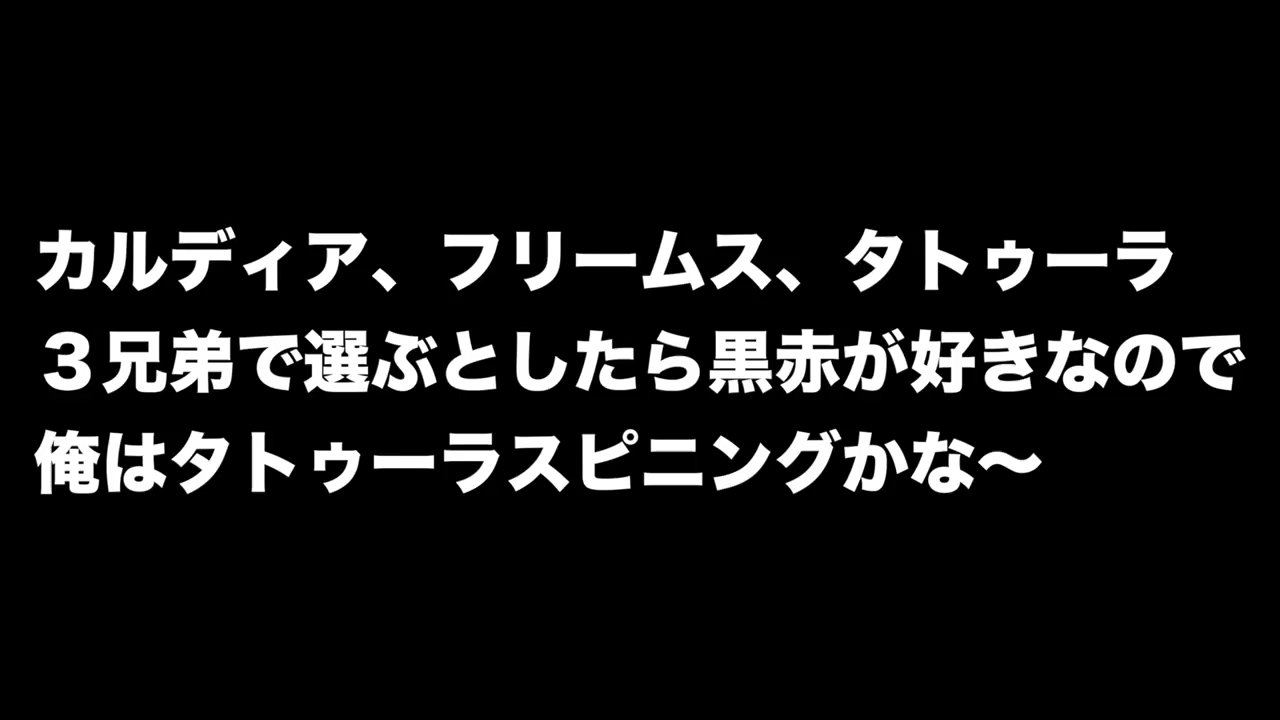 カルディア、フリームス、タトゥーラ
３兄弟で選ぶとしたら黒赤が好きなので
俺はタトゥーラスピニングかな〜